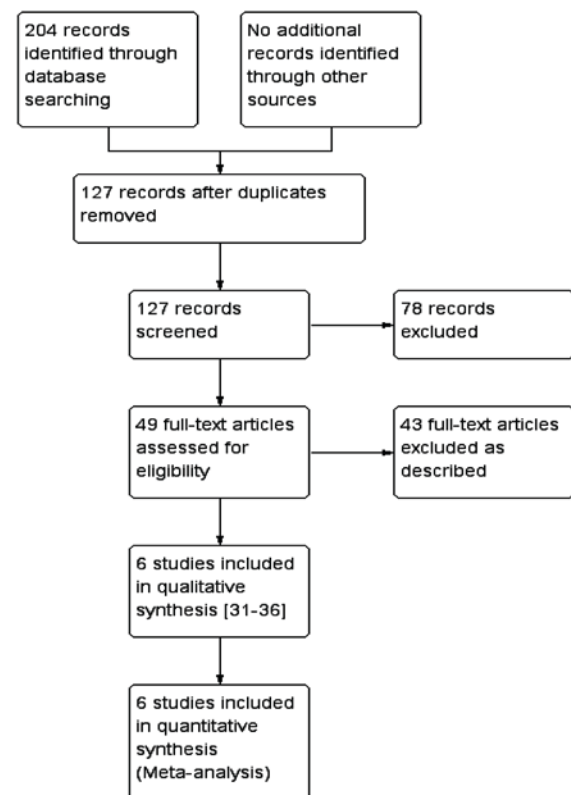 204 records
identified through
database
searching
No additional
records identified
through other
sources
127 records after duplicates
removed
127 records
screened
78 records
excluded
49 full-text articles
assessed for
eligibility
43 full-text articles
excluded as
described
6 studies included
in qualitative
synthesis [31-36]
6 studies included
in quantitative
synthesis
(Meta-analysis)